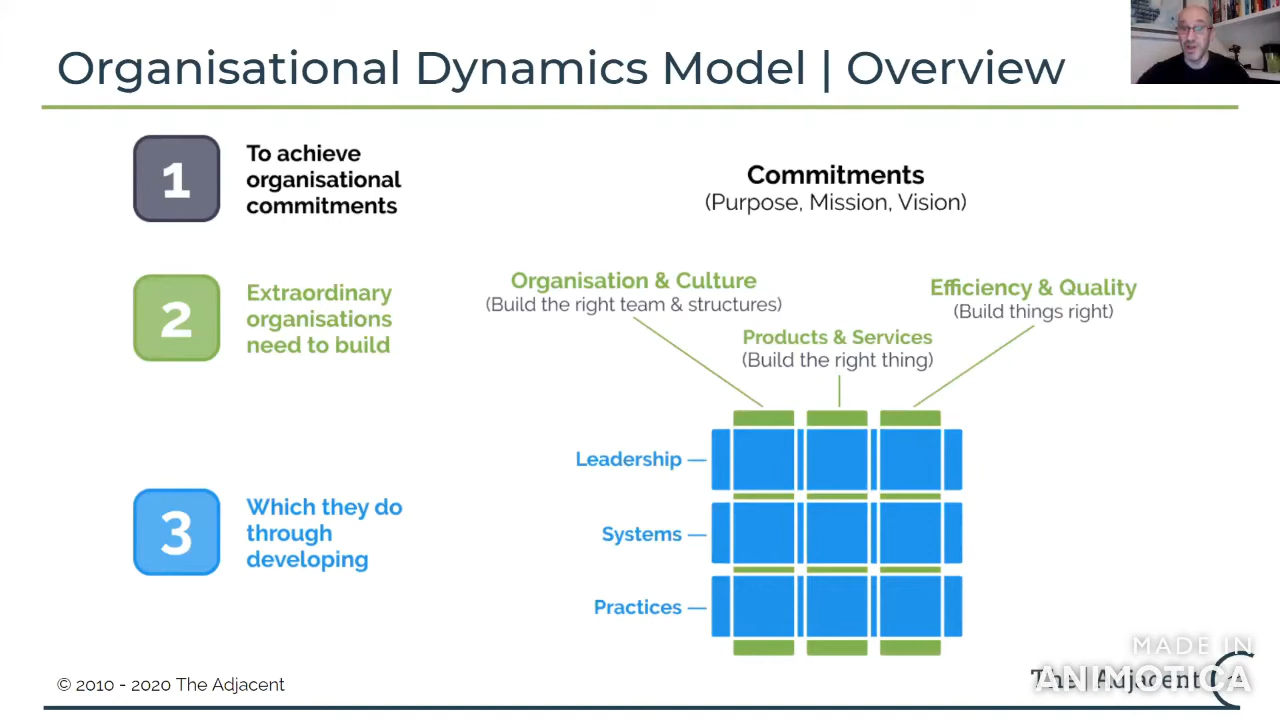 Organisational Dynamics Model | Overview
1
To achieve
organisational
commitments
Commitments
(Purpose, Mission, Vision)
2
Extraordinary
organisations
need to build
Organisation & Culture
(Build the right team & structures)
Products & Services
(Build the right thing)
Efficiency & Quality
(Build things right)
3
Which they do
through
developing
Leadership
Systems
Practices
© 2010 - 2020 The Adjacent
The Adjacent
MADE IN
ANIMOTICA